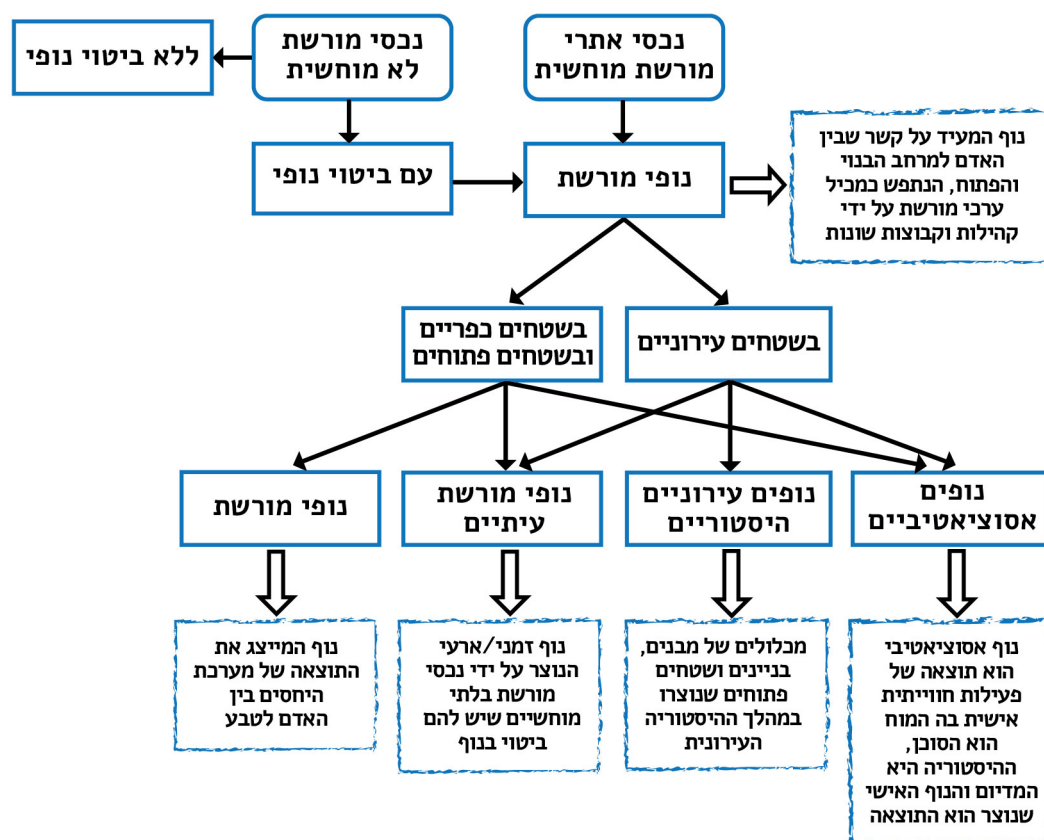 נכסי אתרי
מורשת מוחשית
נכסי מורשת
לא מוחשית
ללא ביטוי נופי
נוף המעיד על קשר שבין
האדם למרחב הבנוי
והפתוח, הנתפש כמכיל
ערכי מורשת על ידי
קהילות וקבוצות שונות
נופי מורשת
עם ביטוי נופי
בשטחים עירוניים
בשטחים כפריים
ובשטחים פתוחים
נופים
אסוציאטיביים
נופים עירוניים
היסטוריים
נופי מורשת
עיתיים
נופי מורשת
נוף אסוציאטיבי
הוא תוצאה של
פעילות חווייתית
אישית בה המוח
הוא הסוכן,
ההיסטוריה היא
המדיום והנוף האישי
שנוצר הוא התוצאה
מכלולים של מבנים,
בניינים ושטחים
פתוחים שנוצרו
במהלך ההיסטוריה
העירונית
נוף זמני/ארעי
הנוצר על ידי נכסי
מורשת בלתי
מוחשיים שיש להם
ביטוי בנוף
נוף המייצג את
התוצאה של מערכת
היחסים בין
האדם לטבע